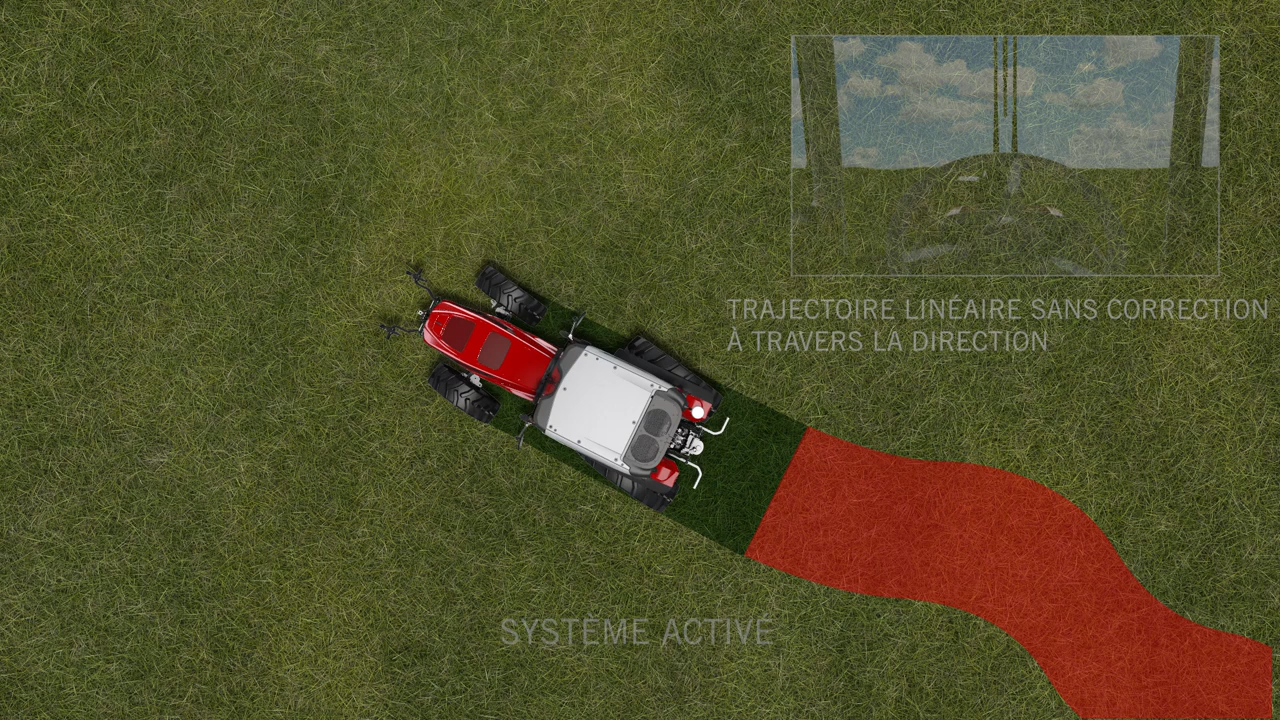 TRAJECTOIRE LINÉAIRE SANS CORRECTION
À TRAVERS LA DIRECTION
SYSTÈME ACTIVÉ